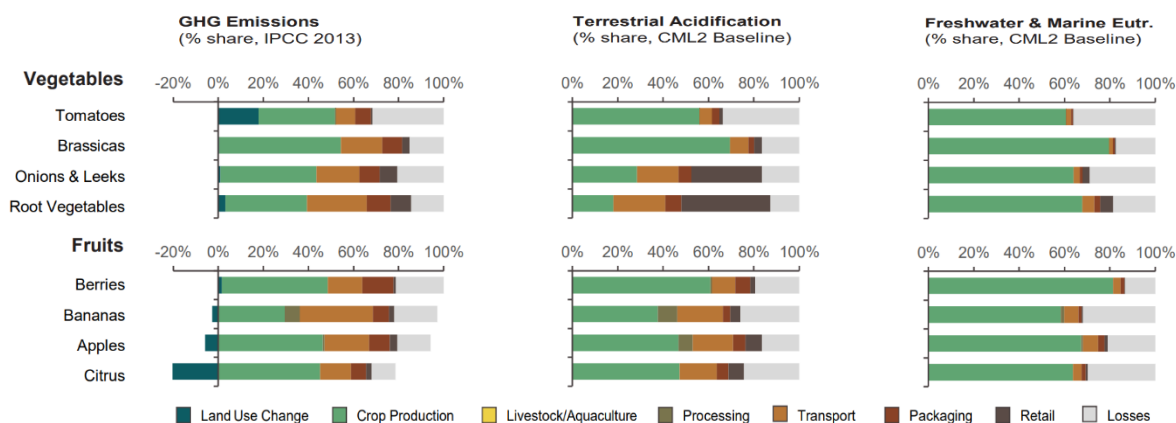 GHG Emissions
(% share, IPCC 2013)
Terrestrial Acidification
(% share, CML2 Baseline)
Freshwater & Marine Eutr.
(% share, CML2 Baseline)
Vegetables
-20% 0% 20% 40% 60% 80% 100%
0% 20% 40% 60% 80% 100%
0% 20% 40% 60% 80% 100%
Tomatoes
Brassicas
Onions & Leeks
Root Vegetables
Fruits
-20% 0% 20% 40% 60% 80% 100%
0% 20% 40% 60% 80% 100%
0% 20% 40% 60% 80% 100%
Berries
Bananas
Apples
Citrus
Land Use Change Crop Production Livestock/Aquaculture Processing Transport Packaging Retail Losses